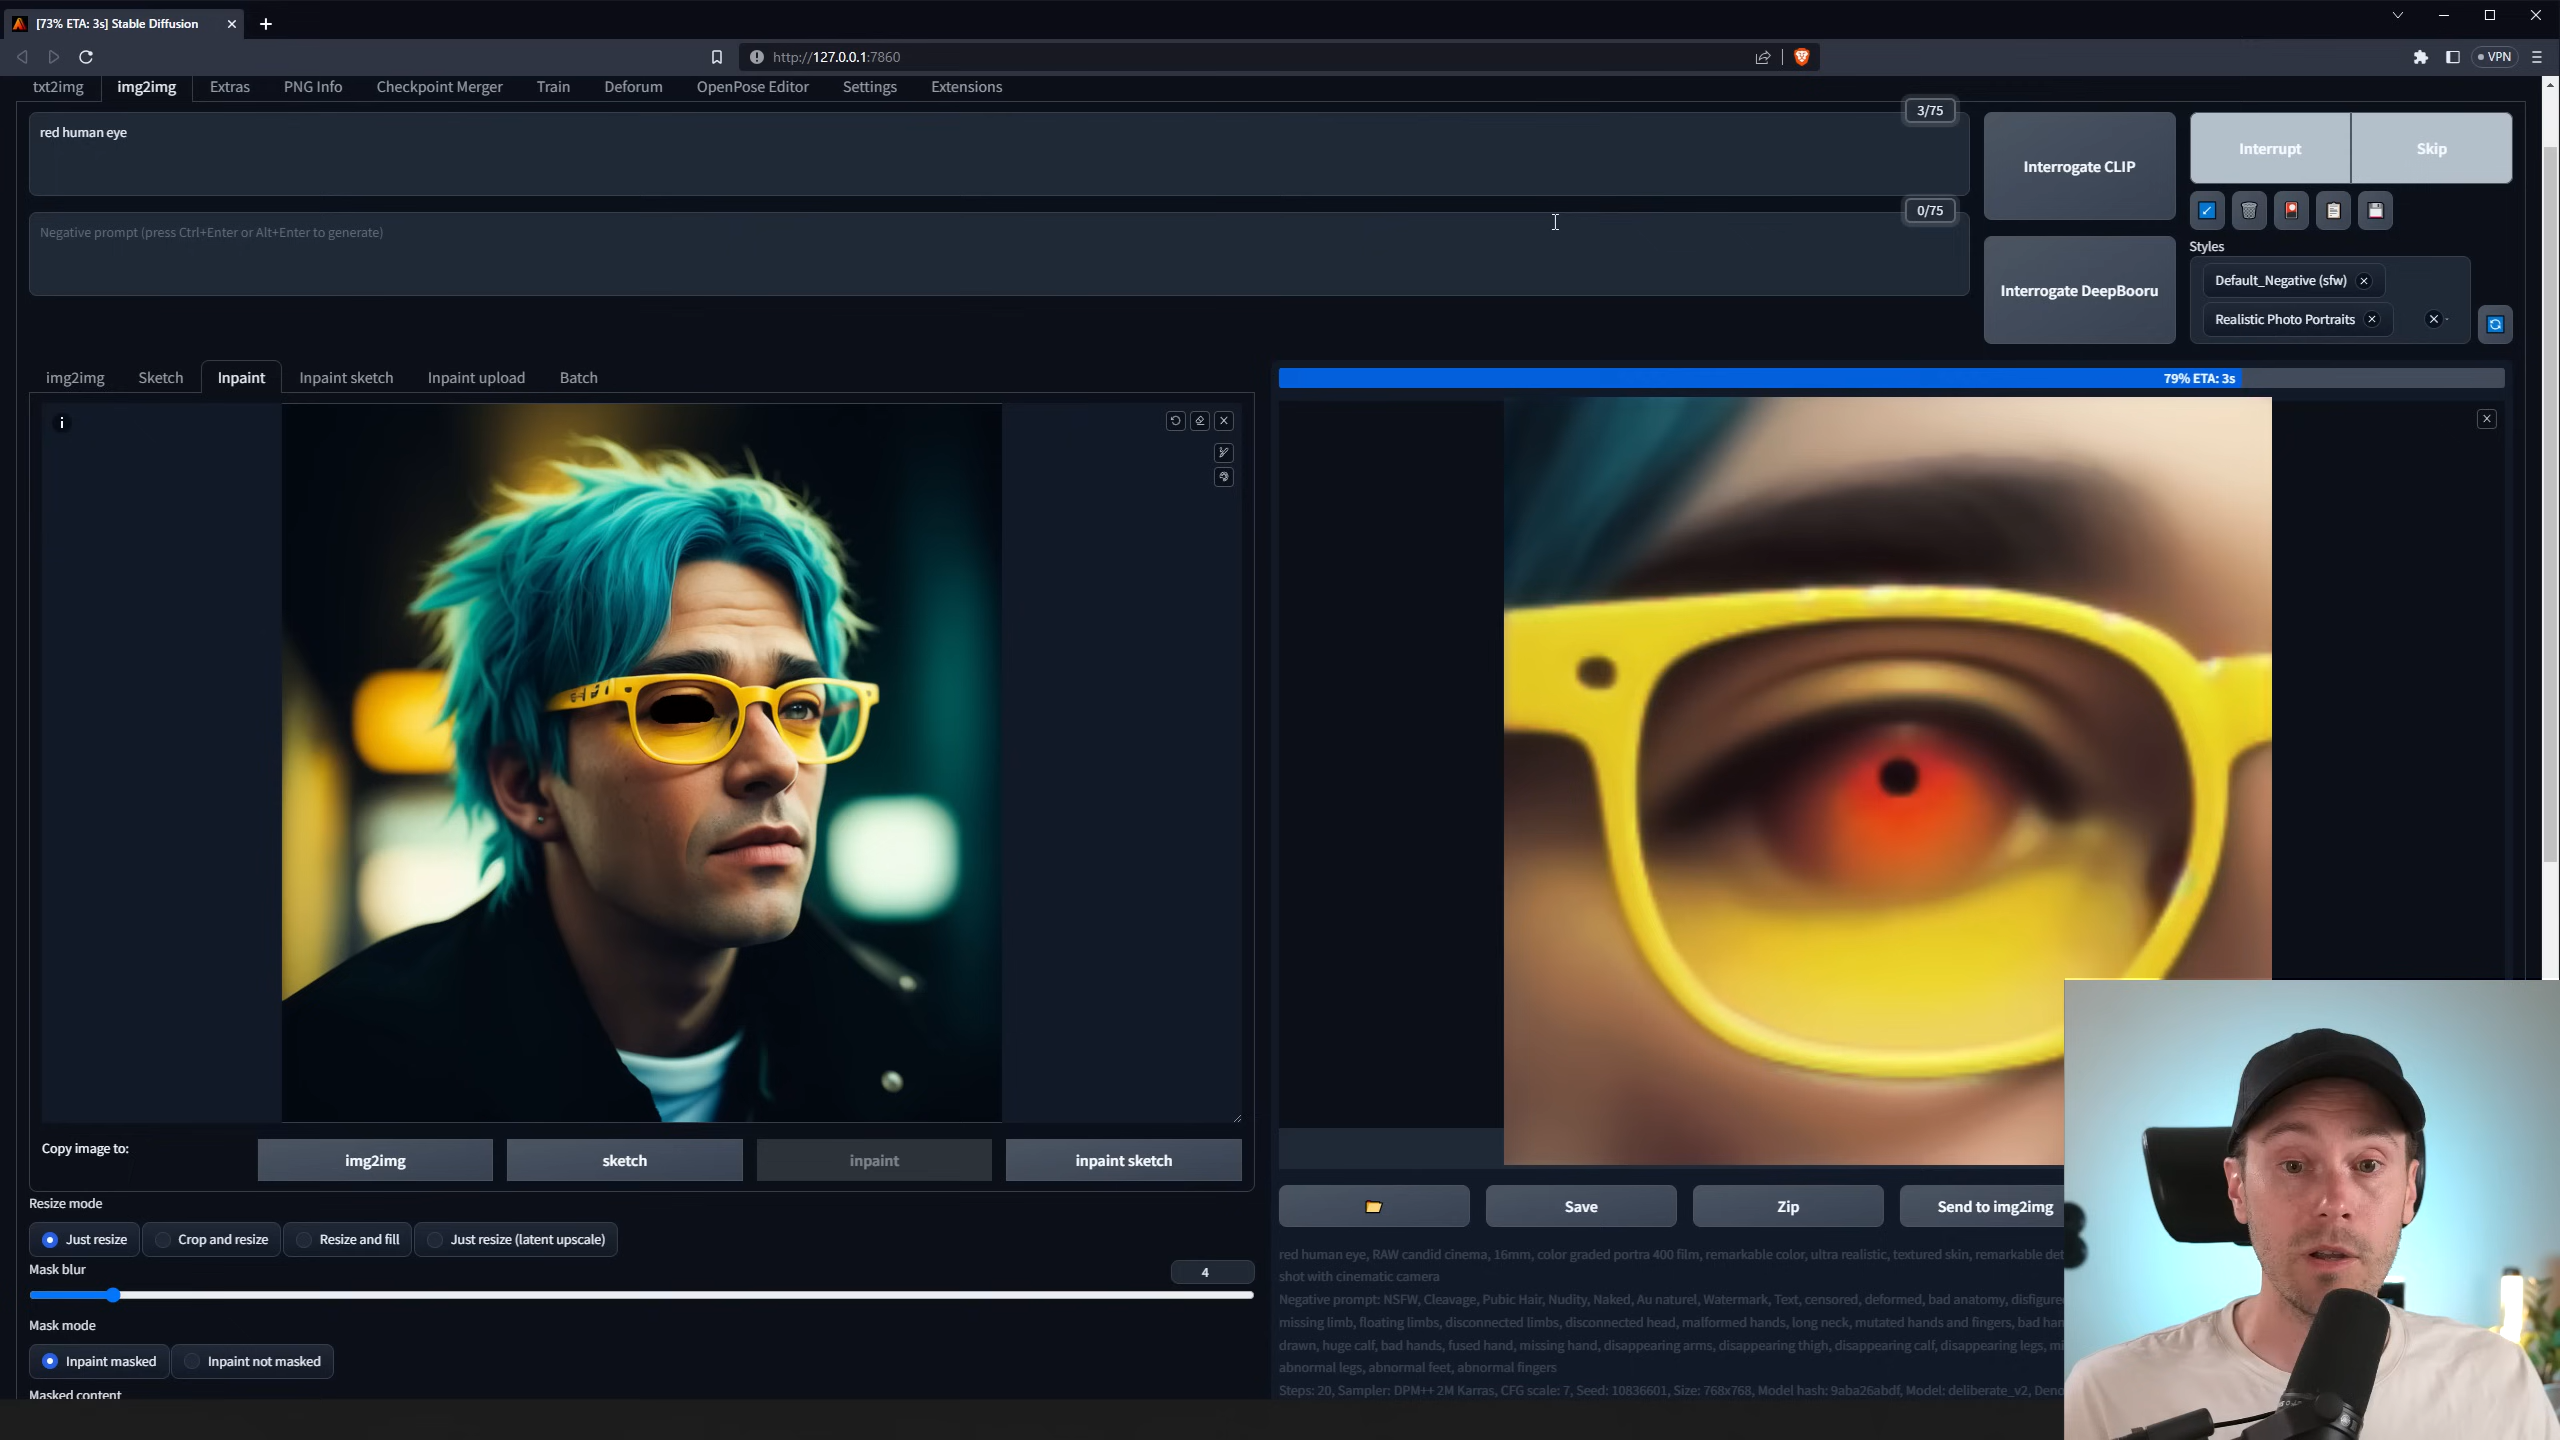 [73% ETA: 3s] Stable Diffusion
http://127.0.0.1:7860
VPN
txt2img img2img Extras PNG Info Checkpoint Merger Train Deforum OpenPose Editor Settings Extensions
3/75
red human eye
Interrogate CLIP
Interrupt Skip
0/75
Negative prompt (press Ctrl+Enter or Alt+Enter to generate)
Styles
Default_Negative (sfw)
Interrogate DeepBooru
Realistic Photo Portraits
img2img Sketch Inpaint Inpaint sketch Inpaint upload Batch
79% ETA: 3s
Copy image to:
img2img sketch inpaint inpaint sketch
Resize mode
Just resize Crop and resize Resize and fill Just resize (latent upscale)
Mask blur
4
Mask mode
Inpaint masked Inpaint not masked
Masked content
Save Zip Send to img2img
red human eye, RAW candid cinema, 16mm, color graded portra 400 film, remarkable color, ultra realistic, textured skin, remarkable det
shot with cinematic camera
Negative prompt: NSFW, Cleavage, Pubic Hair, Nudity, Naked, Au naturel, Watermark, Text, censored, deformed, bad anatomy, disfigure
missing limb, floating limbs, disconnected limbs, disconnected head, malformed hands, long neck, mutated hands and fingers, bad han
drawn, huge calf, bad hands, fused hand, missing hand, disappearing arms, disappearing thigh, disappearing calf, disappearing legs, mi
abnormal legs, abnormal feet, abnormal fingers
Steps: 20, Sampler: DPM++ 2M Karras, CFG scale: 7, Seed: 10836601, Size: 768x768, Model hash: 9aba26abdf, Model: deliberate_v2, Deno